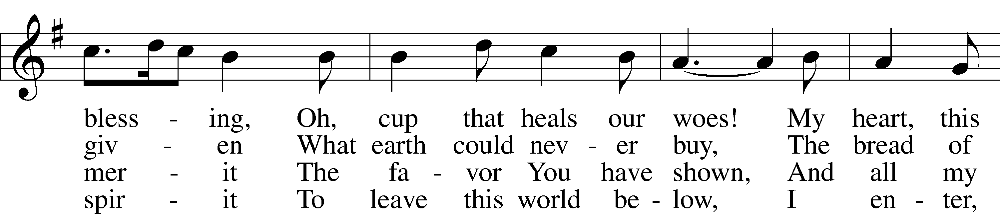 bless - ing, Oh, cup that heals our woes! My heart, this
giv - en What earth could nev - er buy, The bread of
mer - it The fa - vor You have shown, And all my
spir - it To leave this world be - low, I en - ter,